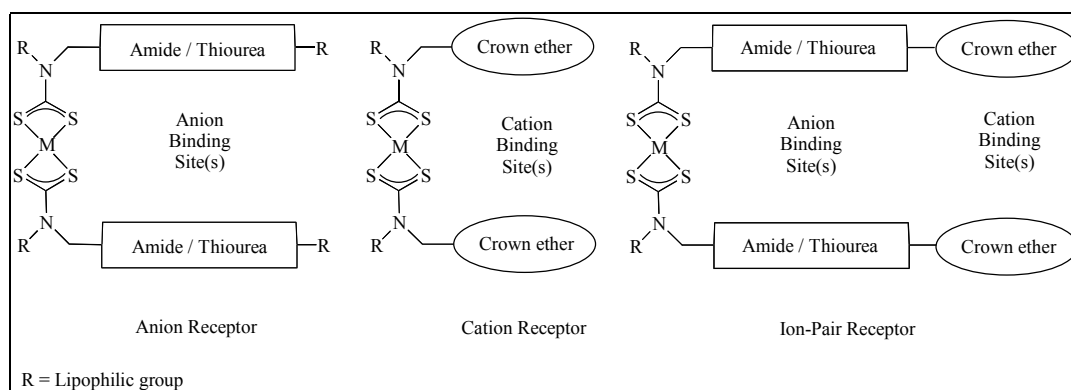 R
N
Amide / Thiourea
R
S
S
M
S
S
Anion
Binding
Site(s)
N
R
Amide / Thiourea
R
Anion Receptor
R
N
Crown ether
S
S
M
S
S
Cation
Binding
Site(s)
N
R
Crown ether
Cation Receptor
R
N
Amide / Thiourea
Crown ether
S
S
M
S
S
Anion
Binding
Site(s)
Cation
Binding
Site(s)
N
R
Amide / Thiourea
Crown ether
Ion-Pair Receptor
R = Lipophilic group